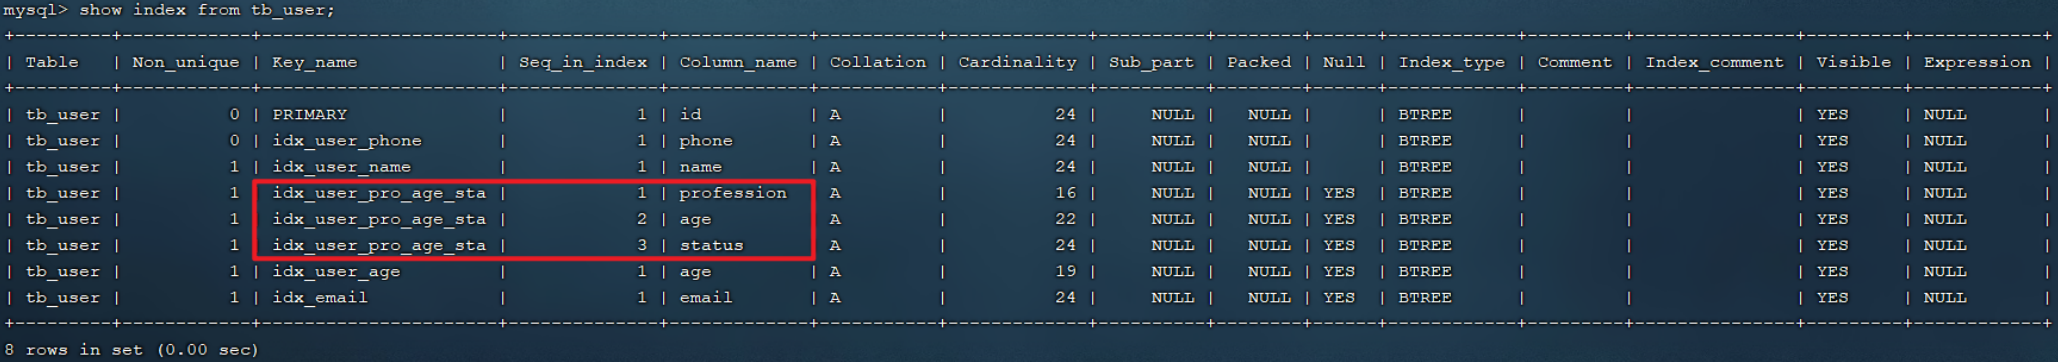 mysql> show index from tb_user;
+---------+------------+----------------------+--------------+-------------+-----------+-------------+----------+--------+------+------------+---------+---------------+---------+------------+
| Table | Non_unique | Key_name | Seq_in_index | Column_name | Collation | Cardinality | Sub_part | Packed | Null | Index_type | Comment | Index_comment | Visible | Expression |
+---------+------------+----------------------+--------------+-------------+-----------+-------------+----------+--------+------+------------+---------+---------------+---------+------------+
| tb_user | 0 | PRIMARY | 1 | id | A | 24 | NULL | NULL | | BTREE | | | YES | NULL |
| tb_user | 0 | idx_user_phone | 1 | phone | A | 24 | NULL | NULL | | BTREE | | | YES | NULL |
| tb_user | 1 | idx_user_name | 1 | name | A | 24 | NULL | NULL | | BTREE | | | YES | NULL |
| tb_user | 1 | idx_user_pro_age_sta | 1 | profession | A | 16 | NULL | NULL | YES | BTREE | | | YES | NULL |
| tb_user | 1 | idx_user_pro_age_sta | 2 | age | A | 22 | NULL | NULL | YES | BTREE | | | YES | NULL |
| tb_user | 1 | idx_user_pro_age_sta | 3 | status | A | 24 | NULL | NULL | YES | BTREE | | | YES | NULL |
| tb_user | 1 | idx_user_age | 1 | age | A | 19 | NULL | NULL | YES | BTREE | | | YES | NULL |
| tb_user | 1 | idx_email | 1 | email | A | 24 | NULL | NULL | YES | BTREE | | | YES | NULL |
+---------+------------+----------------------+--------------+-------------+-----------+-------------+----------+--------+------+------------+---------+---------------+---------+------------+
8 rows in set (0.00 sec)